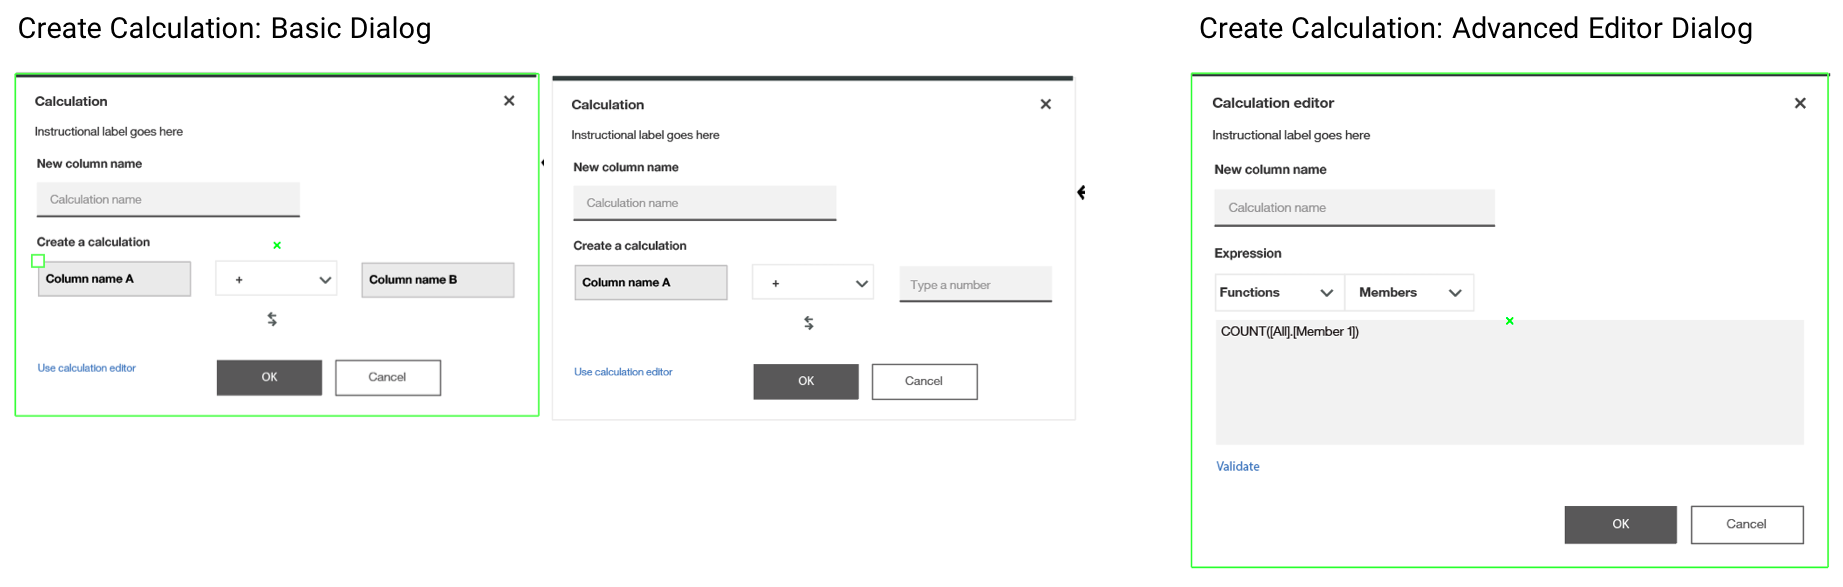 Create Calculation: Basic Dialog
Calculation
Instructional label goes here
New column name
Calculation name
Create a calculation
Column name A
+
Column name B
Use calculation editor
OK
Cancel
Calculation
Instructional label goes here
New column name
Calculation name
Create a calculation
Column name A
+
Type a number
Use calculation editor
OK
Cancel
Create Calculation: Advanced Editor Dialog
Calculation editor
Instructional label goes here
New column name
Calculation name
Expression
Functions
Members
COUNT([All].[Member 1])
Validate
OK
Cancel